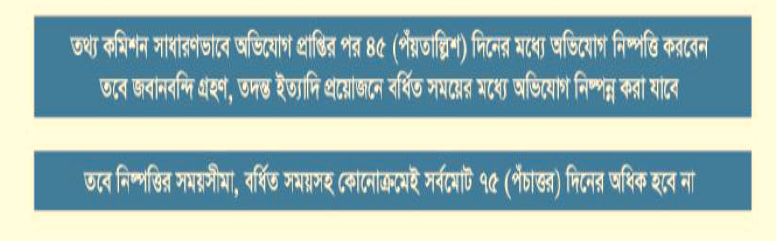 তথ্য কমিশন সাধারণভাবে অভিযোগ প্রাপ্তির পর ৪৫ (পঁয়তাল্লিশ) দিনের মধ্যে অভিযোগ নিষ্পত্তি করবেন
তবে জবানবন্দি গ্রহণ, তদন্ত ইত্যাদি প্রয়োজনে বর্ধিত সময়ের মধ্যে অভিযোগ নিষ্পন্ন করা যাবে
তবে নিষ্পত্তির সময়সীমা, বর্ধিত সময়সহ কোনোক্রমেই সর্বমোট ৭৫ (পঁচাত্তর) দিনের অধিক হবে না